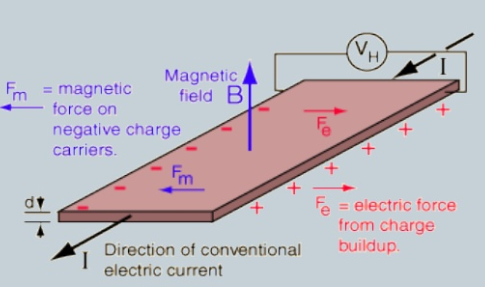 V_H
I
Magnetic
field B
F_m = magnetic
force on
negative charge
carriers.
F_e
F_m
d
F_e = electric force
from charge
buildup.
I
Direction of conventional
electric current